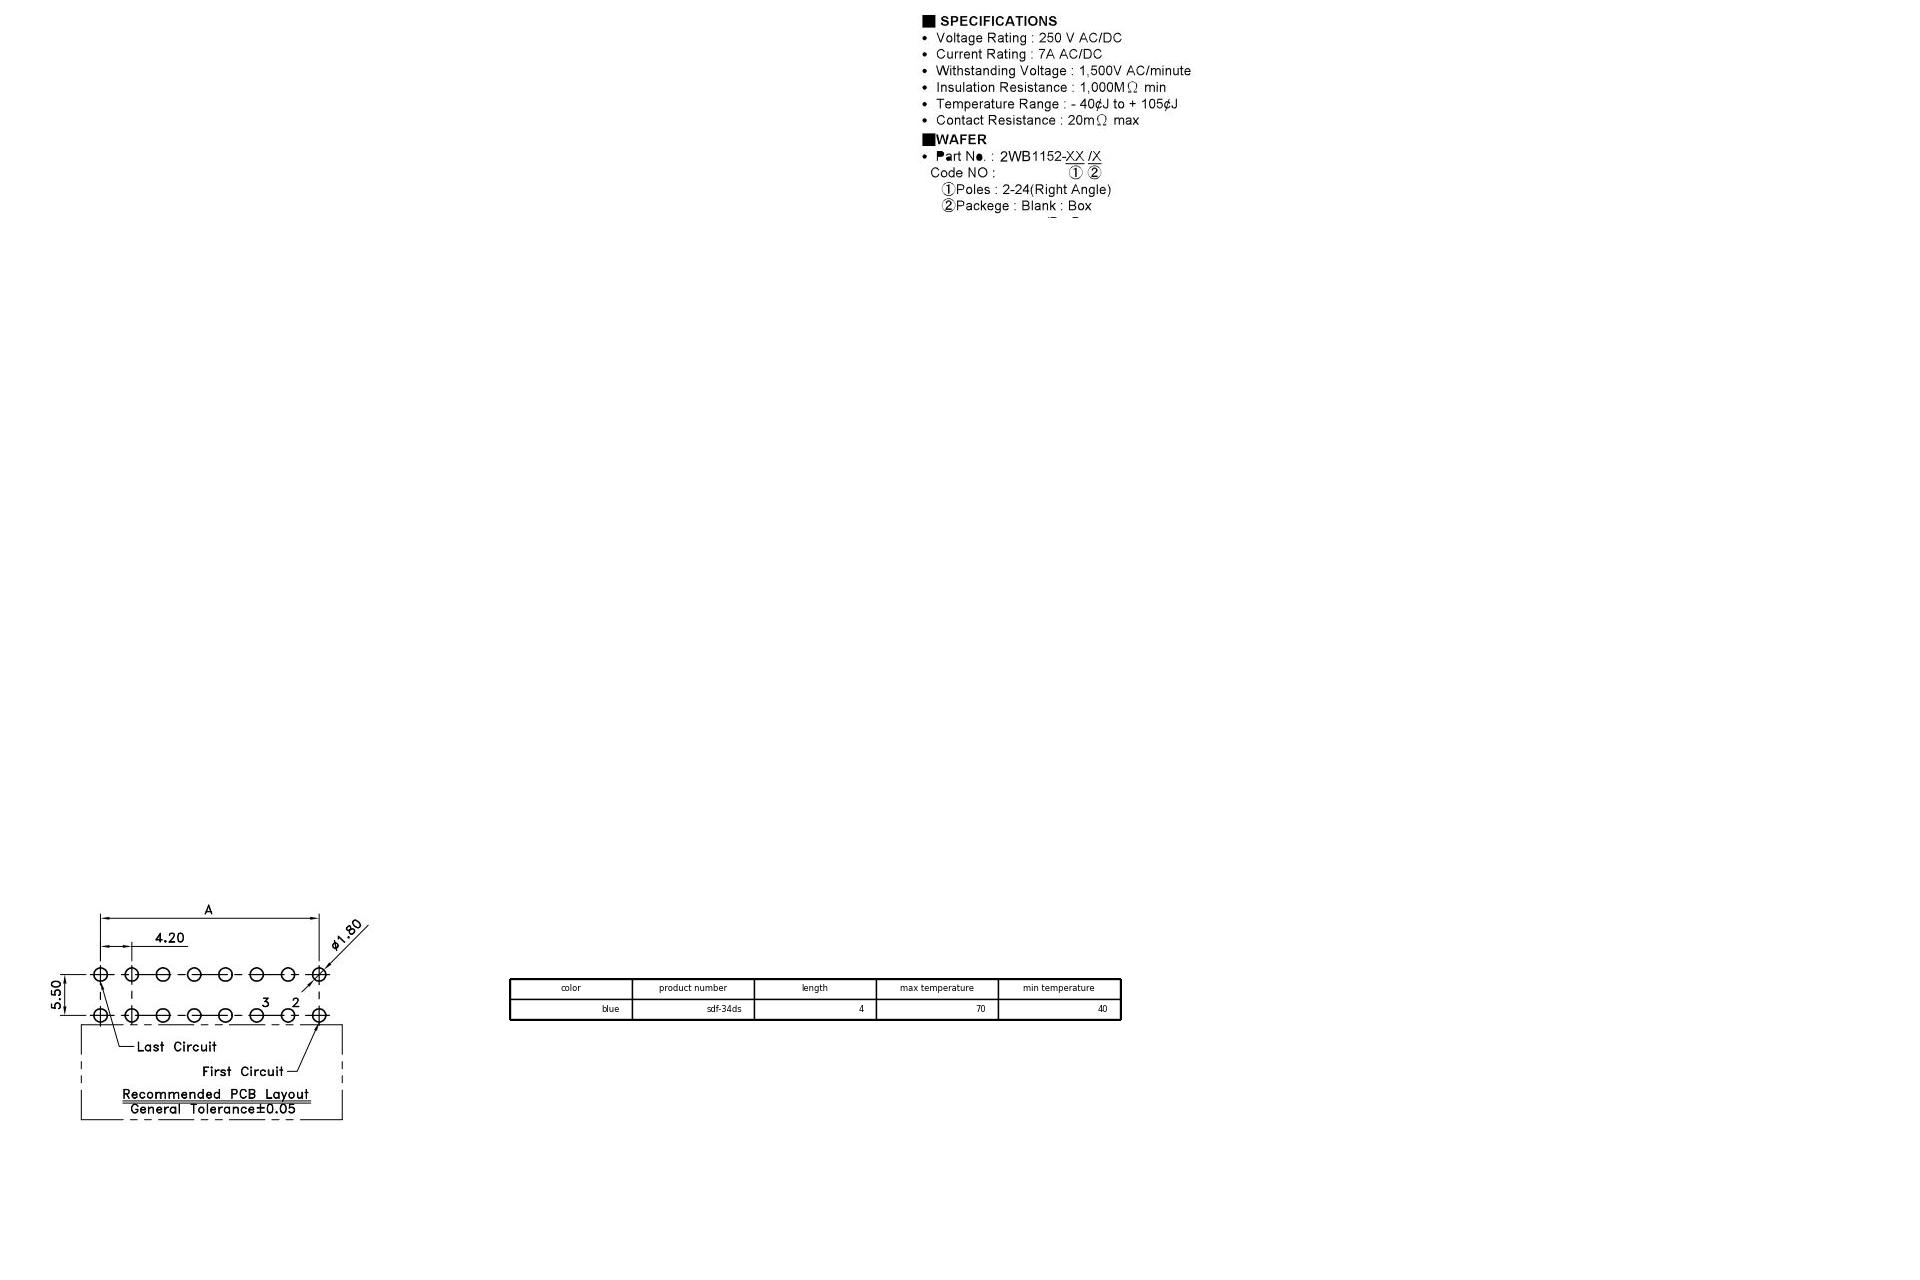 ■ SPECIFICATIONS
• Voltage Rating : 250 V AC/DC
• Current Rating : 7A AC/DC
• Withstanding Voltage : 1,500V AC/minute
• Insulation Resistance : 1,000MΩ min
• Temperature Range : - 40¢J to + 105¢J
• Contact Resistance : 20mΩ max
■WAFER
• Part No. : 2WB1152-XX /X
Code NO : ① ②
①Poles : 2-24(Right Angle)
②Packege : Blank : Box
A
4.20
ø1.80
5.50
3 2
Last Circuit
First Circuit
Recommended PCB Layout
General Tolerance±0.05
color product number length max temperature min temperature
blue sdf-34ds 4 70 40